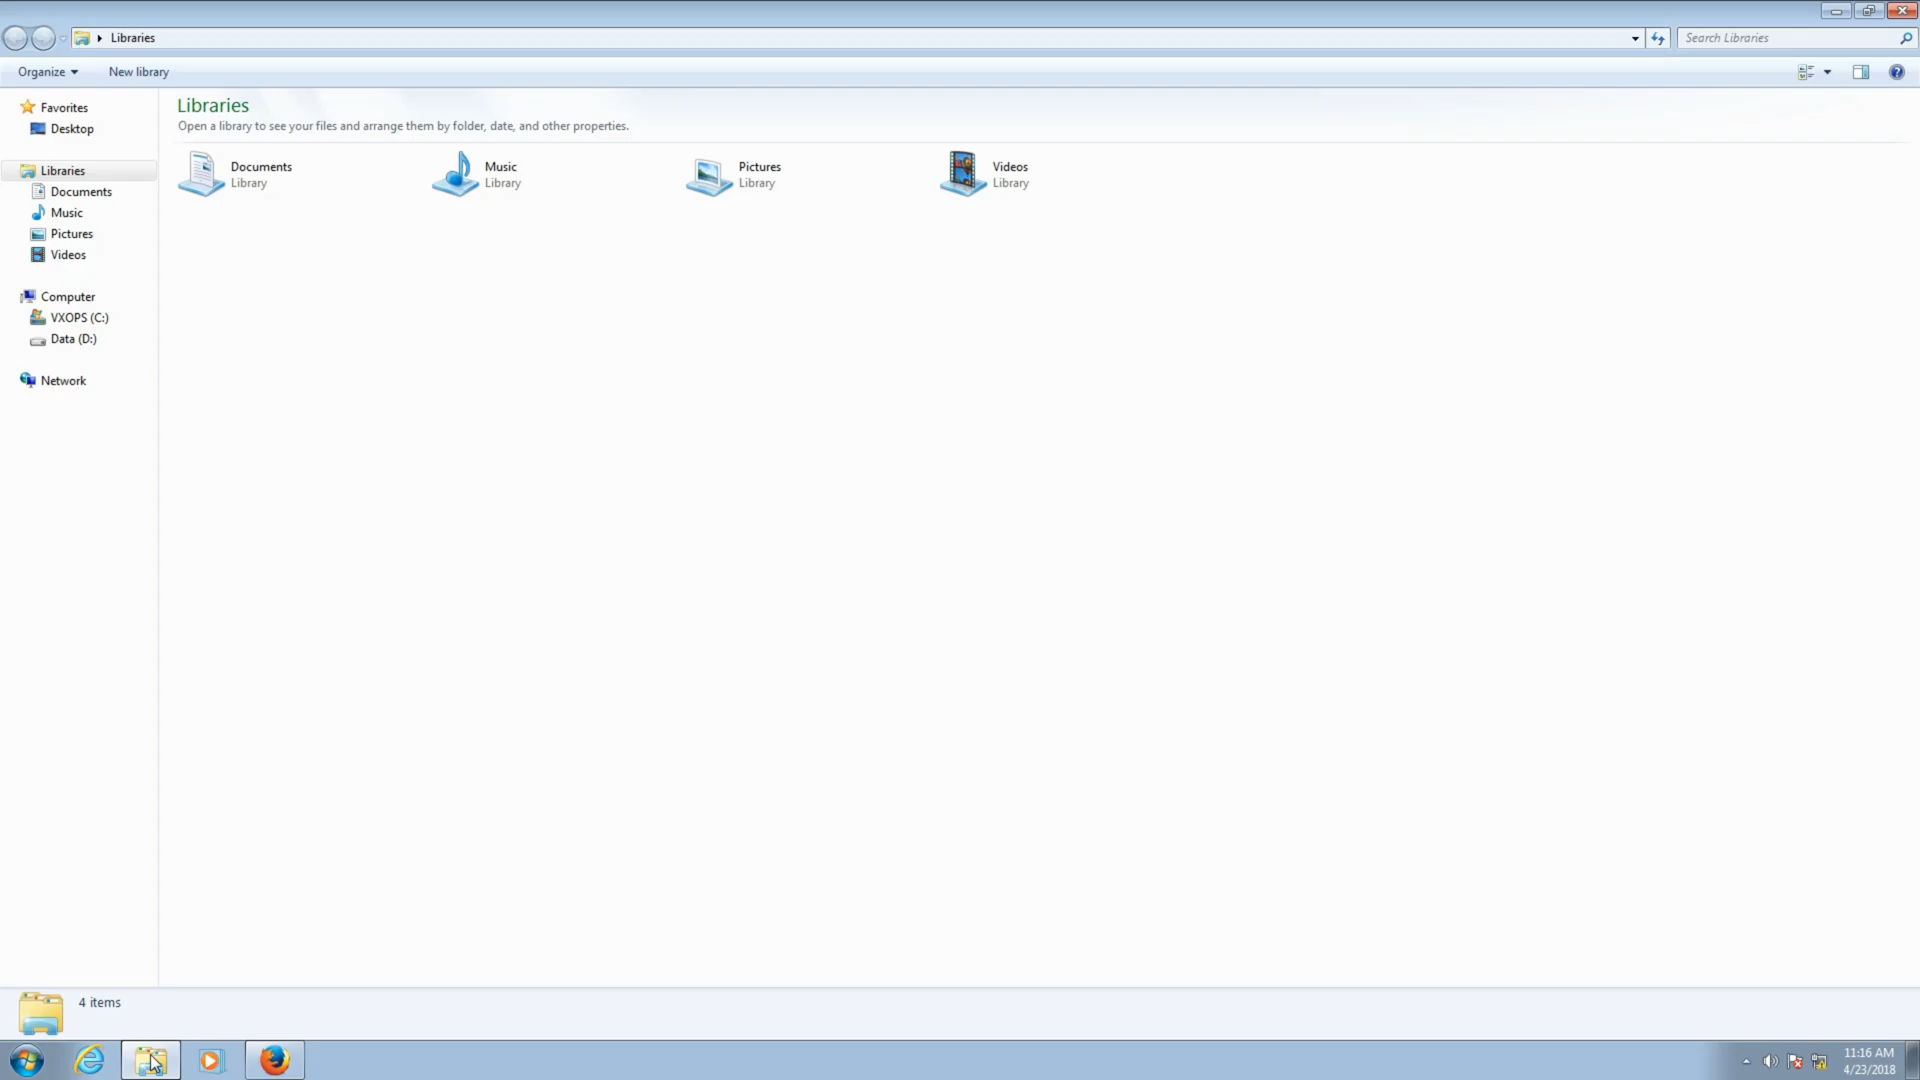 Libraries
Search Libraries
Organize
New library
Favorites
Desktop
Libraries
Documents
Music
Pictures
Videos
Computer
VXOPS (C:)
Data (D:)
Network
Libraries
Open a library to see your files and arrange them by folder, date, and other properties.
Documents
Library
Music
Library
Pictures
Library
Videos
Library
4 items
11:16 AM
4/23/2018